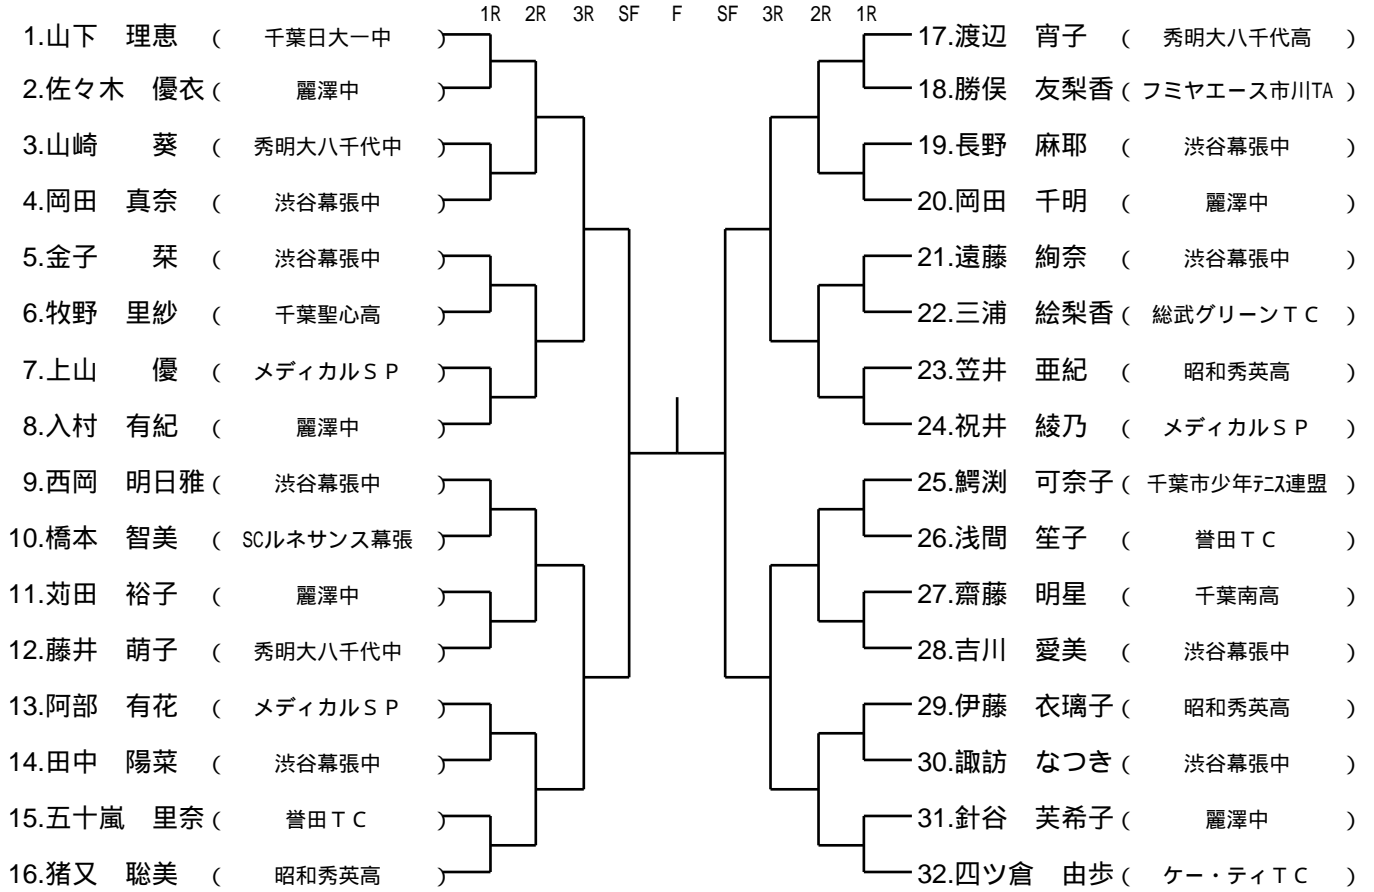 1R 2R 3R SF F SF 3R 2R 1R
1.山下 理恵 ( 千葉日大一中 )
2.佐々木 優衣 ( 麗澤中 )
3.山崎 葵 ( 秀明大八千代中 )
4.岡田 真奈 ( 渋谷幕張中 )
5.金子 栞 ( 渋谷幕張中 )
6.牧野 里紗 ( 千葉聖心高 )
7.上山 優 ( メディカルＳＰ )
8.入村 有紀 ( 麗澤中 )
9.西岡 明日雅 ( 渋谷幕張中 )
10.橋本 智美 ( SCルネサンス幕張 )
11.苅田 裕子 ( 麗澤中 )
12.藤井 萌子 ( 秀明大八千代中 )
13.阿部 有花 ( メディカルＳＰ )
14.田中 陽菜 ( 渋谷幕張中 )
15.五十嵐 里奈 ( 誉田ＴＣ )
16.猪又 聡美 ( 昭和秀英高 )
17.渡辺 宵子 ( 秀明大八千代高 )
18.勝俣 友梨香 ( フミヤエース市川TA )
19.長野 麻耶 ( 渋谷幕張中 )
20.岡田 千明 ( 麗澤中 )
21.遠藤 絢奈 ( 渋谷幕張中 )
22.三浦 絵梨香 ( 総武グリーンＴＣ )
23.笠井 亜紀 ( 昭和秀英高 )
24.祝井 綾乃 ( メディカルＳＰ )
25.鰐渕 可奈子 ( 千葉市少年ﾃﾆｽ連盟 )
26.浅間 笙子 ( 誉田ＴＣ )
27.齋藤 明星 ( 千葉南高 )
28.吉川 愛美 ( 渋谷幕張中 )
29.伊藤 衣璃子 ( 昭和秀英高 )
30.諏訪 なつき ( 渋谷幕張中 )
31.針谷 芙希子 ( 麗澤中 )
32.四ツ倉 由歩 ( ケー・ティＴＣ )